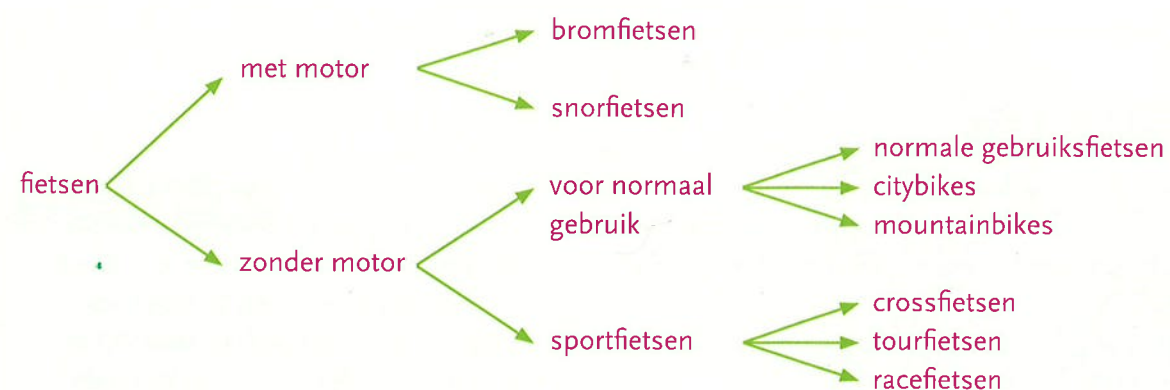 fietsen
met motor
bromfietsen
snorfietsen
zonder motor
voor normaal
gebruik
normale gebruiksfietsen
citybikes
mountainbikes
sportfietsen
crossfietsen
tourfietsen
racefietsen